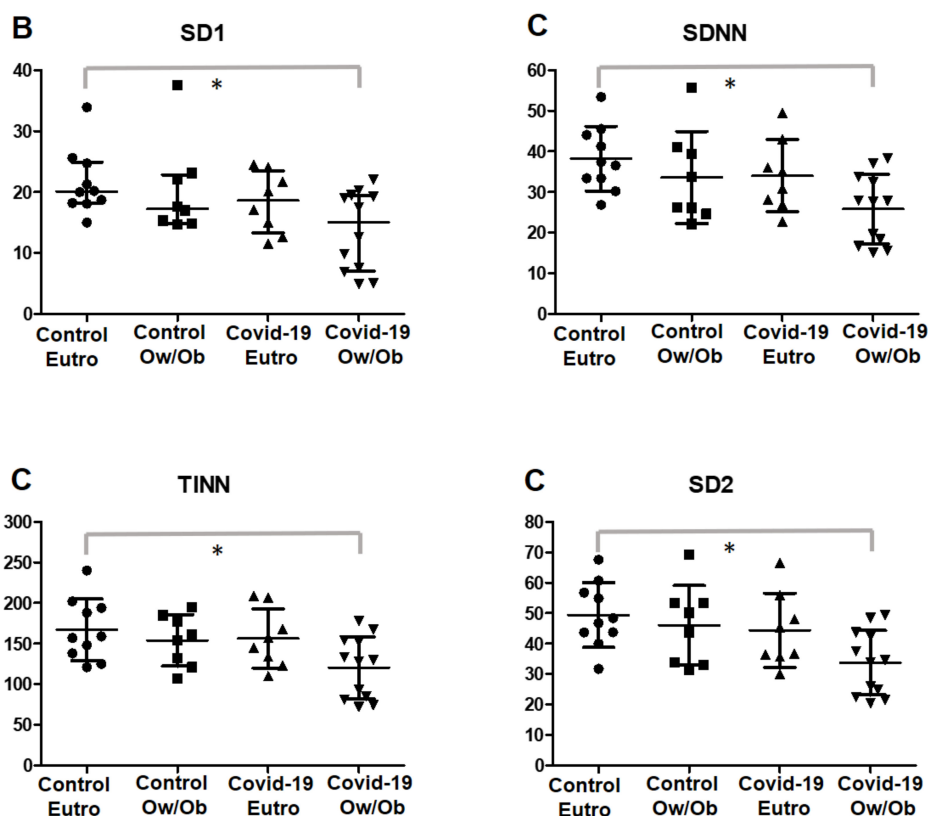 B
SD1
40
30
20
10
0
*
Control Eutro
Control Ow/Ob
Covid-19 Eutro
Covid-19 Ow/Ob
C
SDNN
60
50
40
30
20
10
0
*
Control Eutro
Control Ow/Ob
Covid-19 Eutro
Covid-19 Ow/Ob
C
TINN
300
250
200
150
100
50
0
*
Control Eutro
Control Ow/Ob
Covid-19 Eutro
Covid-19 Ow/Ob
C
SD2
80
70
60
50
40
30
20
10
0
*
Control Eutro
Control Ow/Ob
Covid-19 Eutro
Covid-19 Ow/Ob